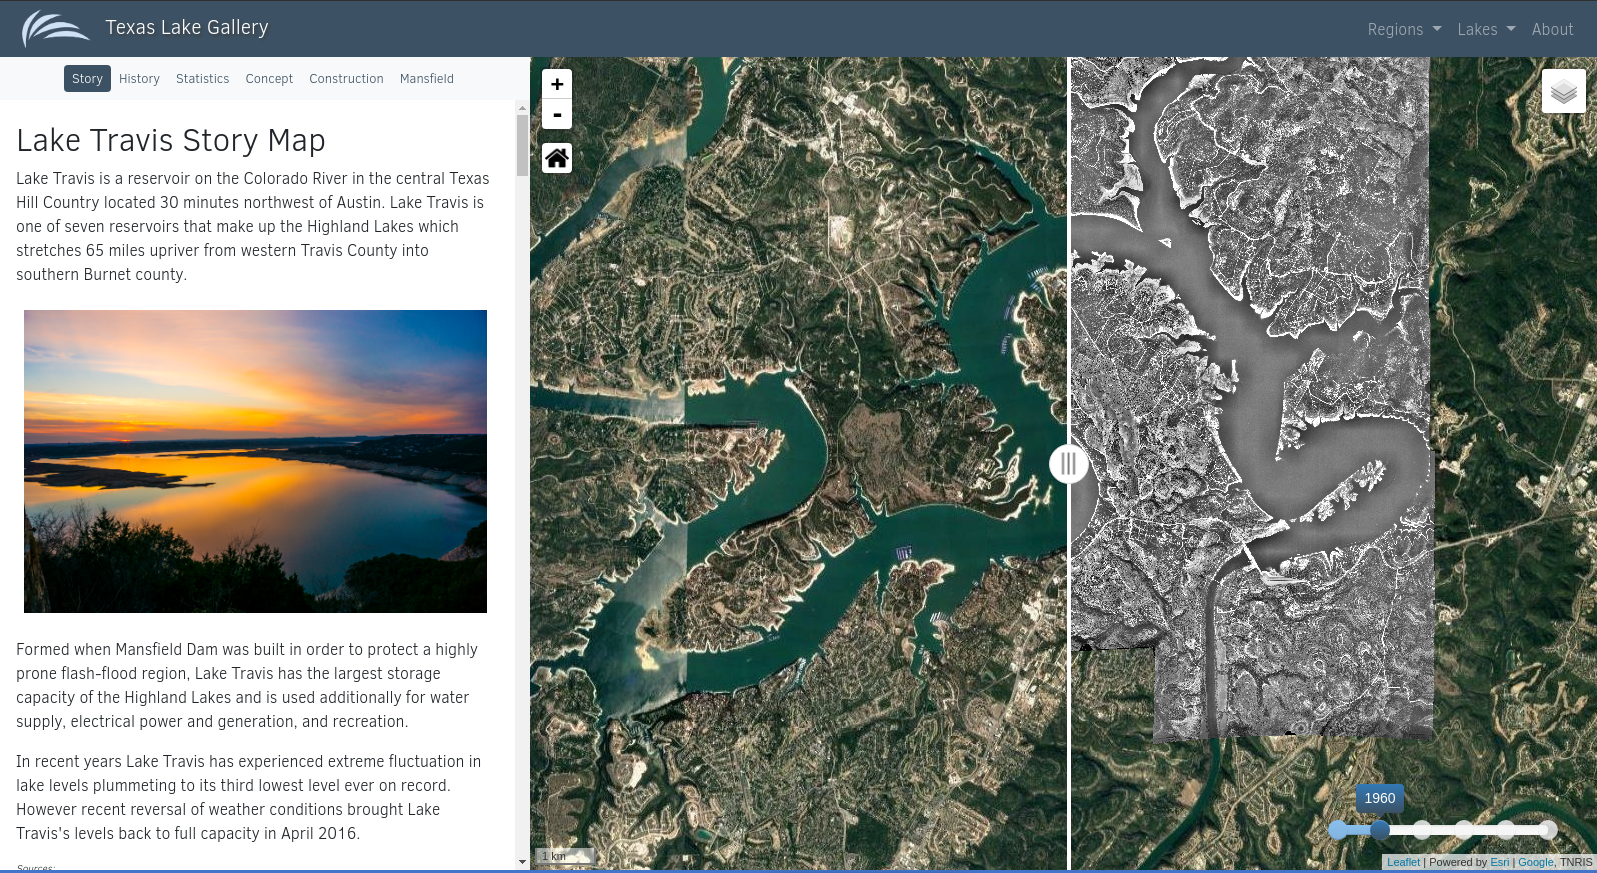 Texas Lake Gallery
Regions
Lakes
About
Story
History
Statistics
Concept
Construction
Mansfield
Lake Travis Story Map
Lake Travis is a reservoir on the Colorado River in the central Texas
Hill Country located 30 minutes northwest of Austin. Lake Travis is
one of seven reservoirs that make up the Highland Lakes which
stretches 65 miles upriver from western Travis County into
southern Burnet county.
Formed when Mansfield Dam was built in order to protect a highly
prone flash-flood region, Lake Travis has the largest storage
capacity of the Highland Lakes and is used additionally for water
supply, electrical power and generation, and recreation.
In recent years Lake Travis has experienced extreme fluctuation in
lake levels plummeting to its third lowest level ever on record.
However recent reversal of weather conditions brought Lake
Travis's levels back to full capacity in April 2016.
Sources:
+
-
1960
1 km
Leaflet | Powered by Esri | Google, TNRIS